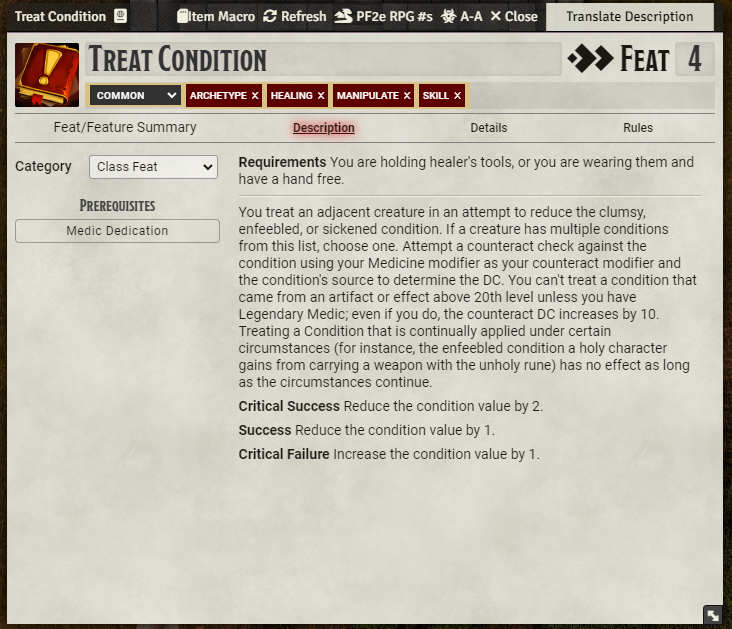 Treat Condition Item Macro Refresh PF2e RPG #s A-A Close Translate Description
TREAT CONDITION FEAT 4
COMMON ARCHETYPE X HEALING X MANIPULATE X SKILL X
Feat/Feature Summary Description Details Rules
Category Class Feat
PREREQUISITES
Medic Dedication
Requirements You are holding healer's tools, or you are wearing them and
have a hand free.
You treat an adjacent creature in an attempt to reduce the clumsy,
enfeebled, or sickened condition. If a creature has multiple conditions
from this list, choose one. Attempt a counteract check against the
condition using your Medicine modifier as your counteract modifier and
the condition's source to determine the DC. You can't treat a condition that
came from an artifact or effect above 20th level unless you have
Legendary Medic; even if you do, the counteract DC increases by 10.
Treating a Condition that is continually applied under certain
circumstances (for instance, the enfeebled condition a holy character
gains from carrying a weapon with the unholy rune) has no effect as long
as the circumstances continue.
Critical Success Reduce the condition value by 2.
Success Reduce the condition value by 1.
Critical Failure Increase the condition value by 1.